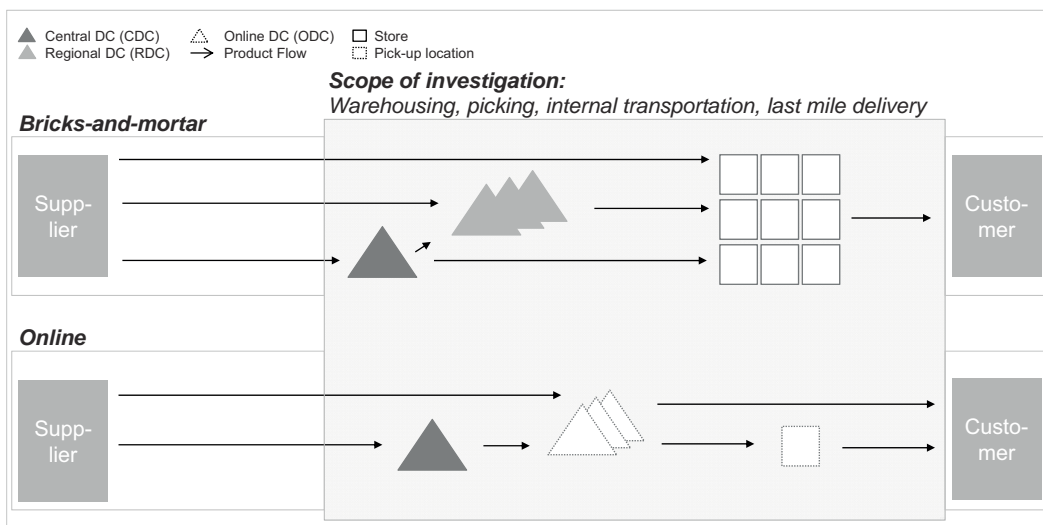 Central DC (CDC)
Online DC (ODC)
Store
Regional DC (RDC)
Product Flow
Pick-up location
Scope of investigation:
Warehousing, picking, internal transportation, last mile delivery
Bricks-and-mortar
Supp-
lier
Custo-
mer
Online
Supp-
lier
Custo-
mer